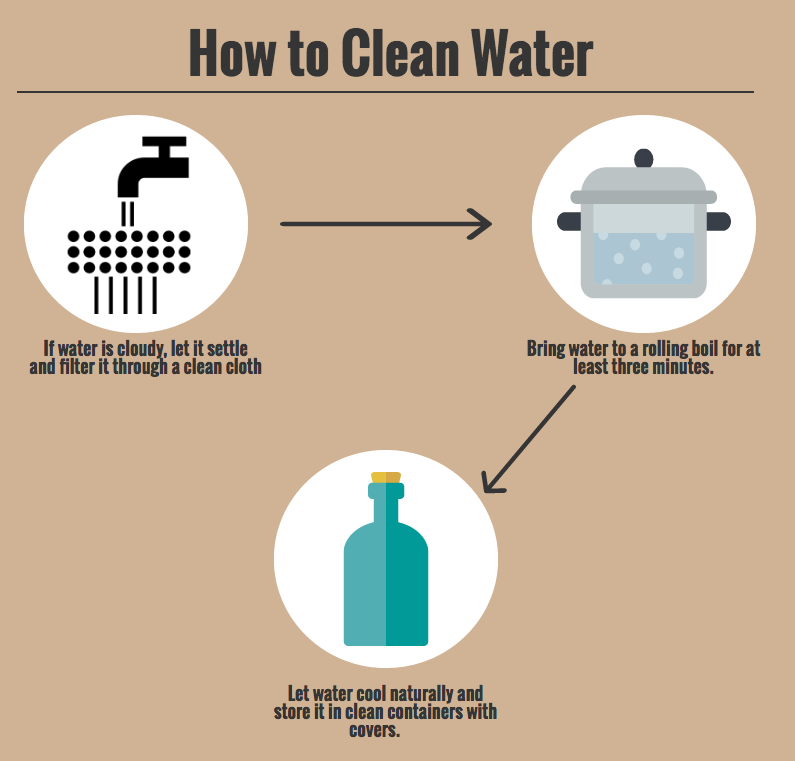 How to Clean Water
If water is cloudy, let it settle
and filter it through a clean cloth
Bring water to a rolling boil for at
least three minutes.
Let water cool naturally and
store it in clean containers with
covers.